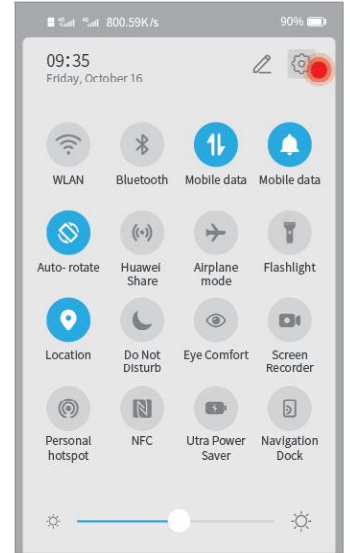 800.59K/s 90%
09:35
Friday, October 16
WLAN Bluetooth Mobile data Mobile data
Auto-rotate Huawei Share Airplane mode Flashlight
Location Do Not Disturb Eye Comfort Screen Recorder
Personal hotspot NFC Utra Power Saver Navigation Dock